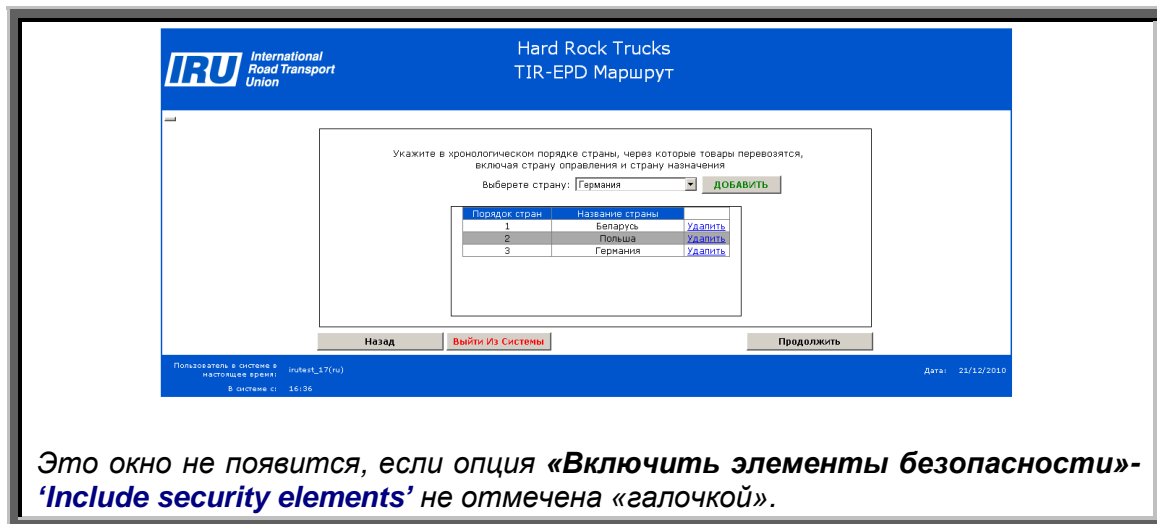 IRU International
Road Transport
Union
Hard Rock Trucks
TIR-EPD Маршрут
Укажите в хронологическом порядке страны, через которые товары перевозятся,
включая страну оправления и страну назначения
Выберете страну: Германия ДОБАВИТЬ
Порядок стран Название страны
1 Беларусь Удалить
2 Польша Удалить
3 Германия Удалить
Назад Выйти Из Системы Продолжить
Пользователь в системе в
настоящее время: irutest_17(ru) Дата: 21/12/2010
В системе с: 16:36
Это окно не появится, если опция «Включить элементы безопасности»-
‘Include security elements’ не отмечена «галочкой».